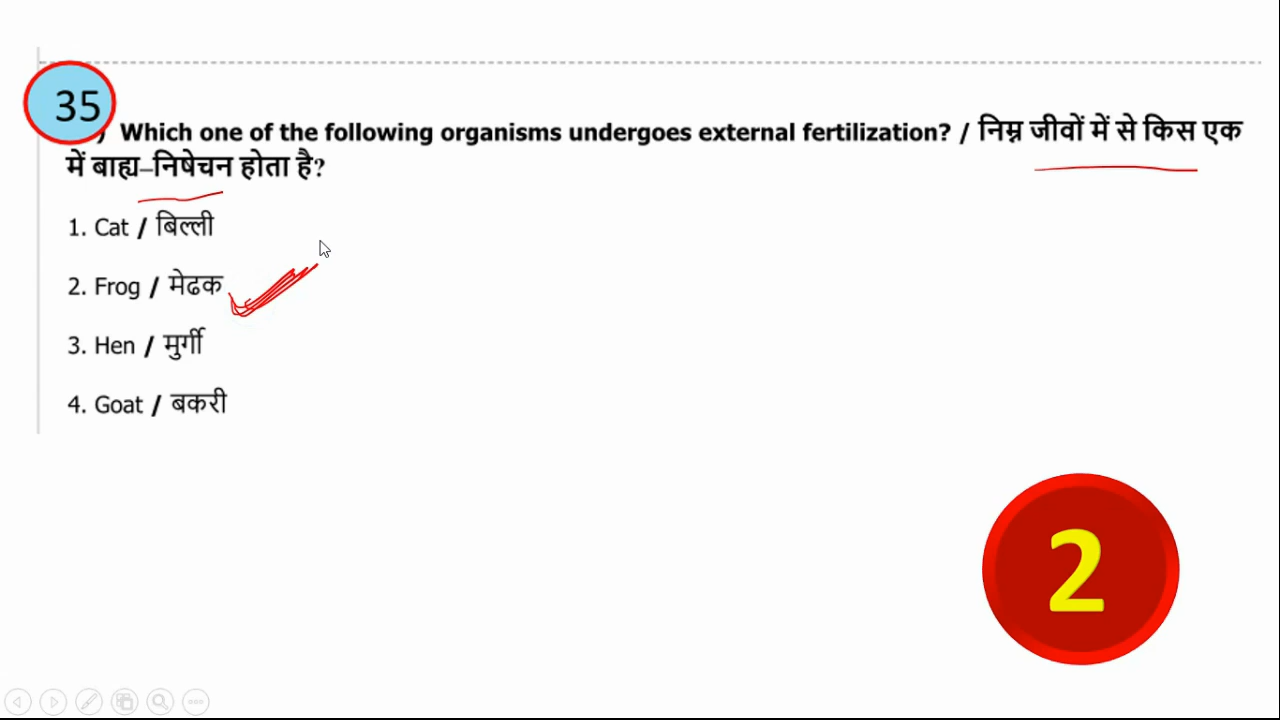 35
) Which one of the following organisms undergoes external fertilization? / निम्न जीवों में से किस एक
में बाह्य–निषेचन होता है?
1. Cat / बिल्ली
2. Frog / मेढक
3. Hen / मुर्गी
4. Goat / बकरी
2